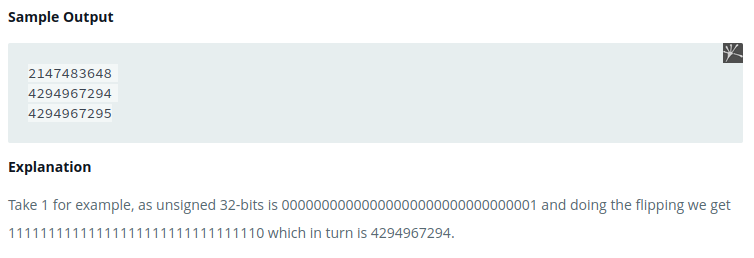 Sample Output
2147483648
4294967294
4294967295
Explanation
Take 1 for example, as unsigned 32-bits is 00000000000000000000000000000001 and doing the flipping we get
11111111111111111111111111111110 which in turn is 4294967294.